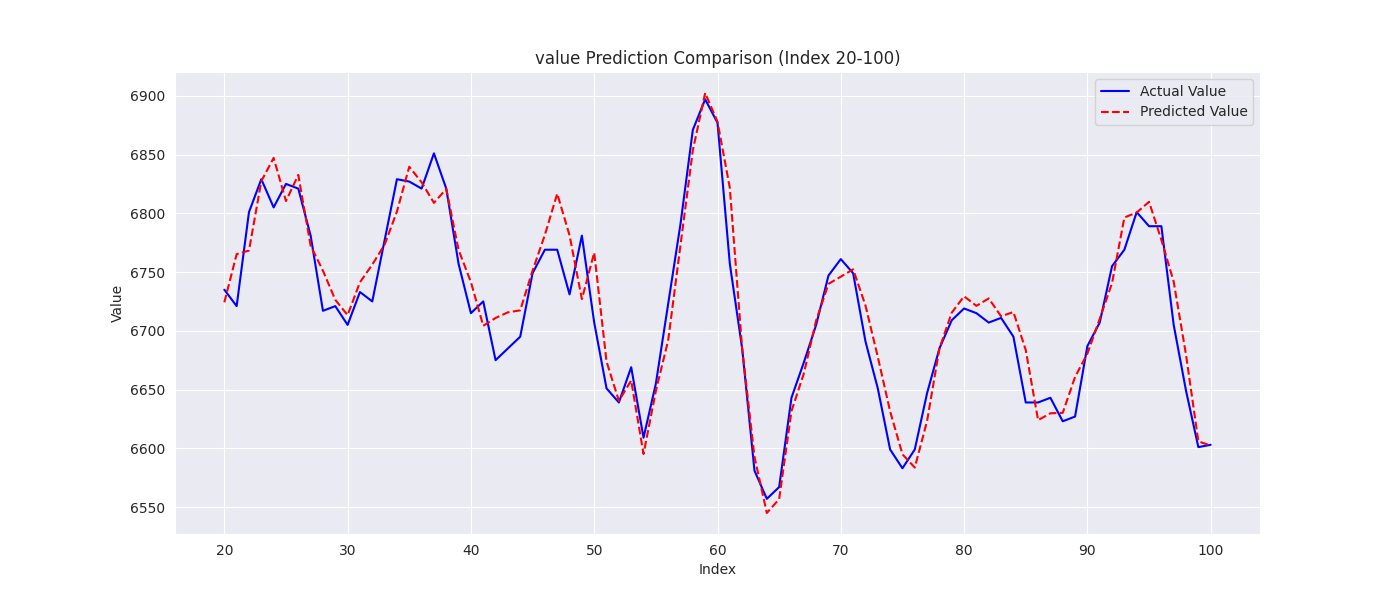 value Prediction Comparison (Index 20-100)
Actual Value
Predicted Value
Value
6900
6850
6800
6750
6700
6650
6600
6550
20 30 40 50 60 70 80 90 100
Index